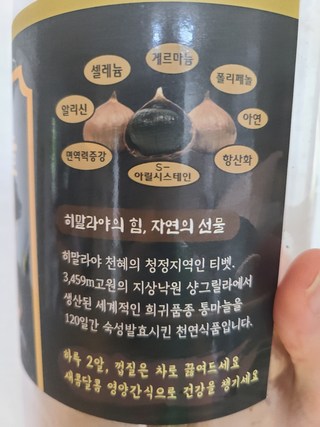 게르마늄
셀레늄
폴리페놀
알리신
아연
면역력증강
항산화
S-
아릴시스테인
히말라야의 힘, 자연의 선물
히말라야 천혜의 청정지역인 티벳.
3,459m고원의 지상낙원 샹그릴라에서
생산된 세계적인 희귀품종 통마늘을
120일간 숙성발효시킨 천연식품입니다.
하루 2알, 껍질은 차로 끓여드세요
새콤달콤 영양간식으로 건강을 챙기세요